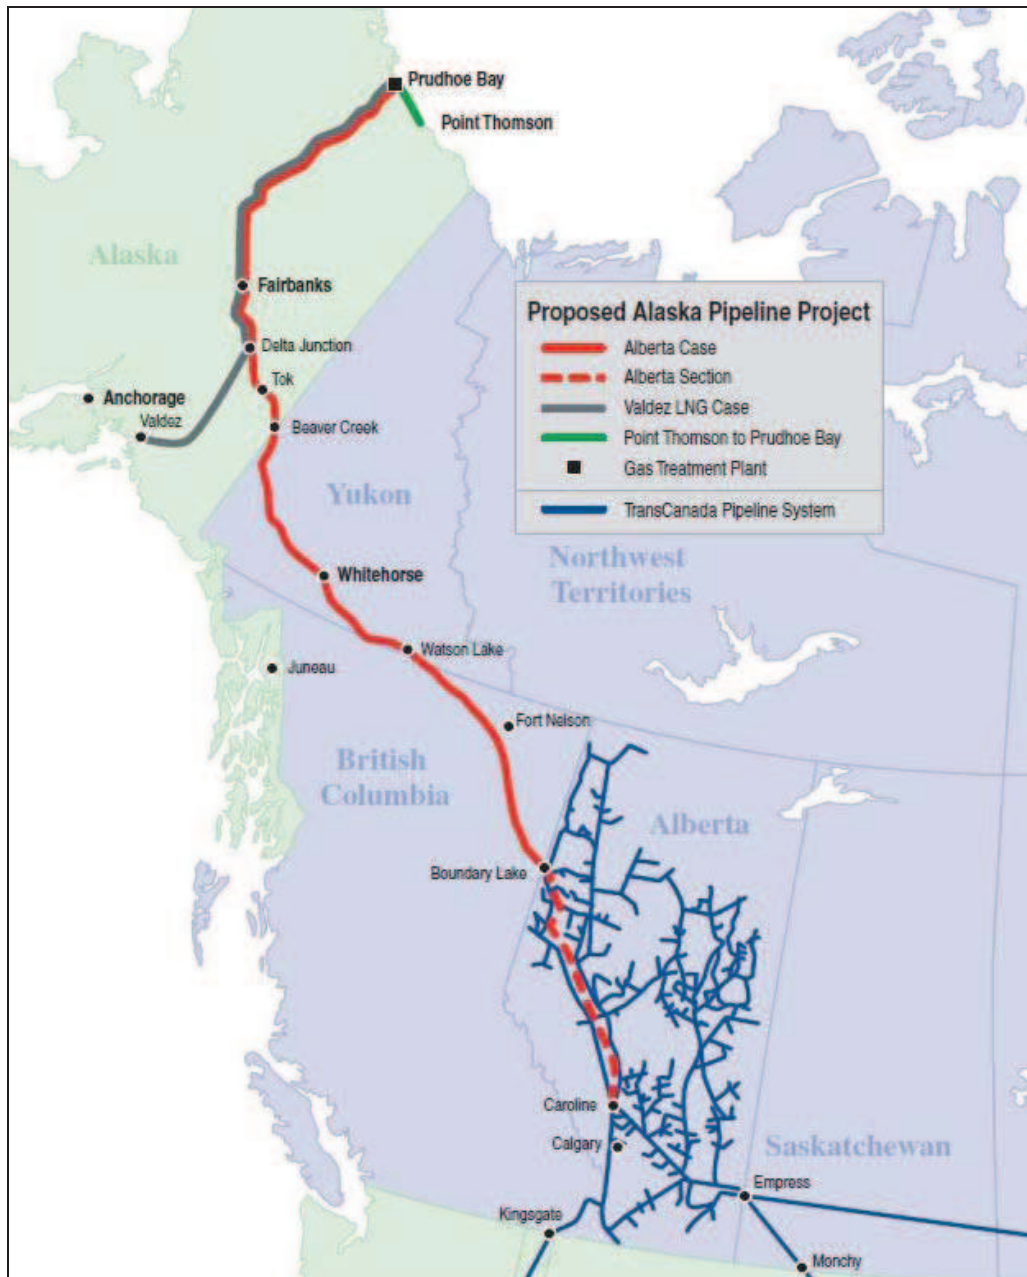 Prudhoe Bay
Point Thomson
Alaska
Fairbanks
Delta Junction
Tok
Anchorage
Valdez
Beaver Creek
Yukon
Proposed Alaska Pipeline Project
Alberta Case
Alberta Section
Valdez LNG Case
Point Thomson to Prudhoe Bay
Gas Treatment Plant
TransCanada Pipeline System
Northwest
Territories
Whitehorse
Watson Lake
Juneau
Fort Nelson
British
Columbia
Alberta
Boundary Lake
Caroline
Calgary
Saskatchewan
Empress
Kingsgate
Monchy